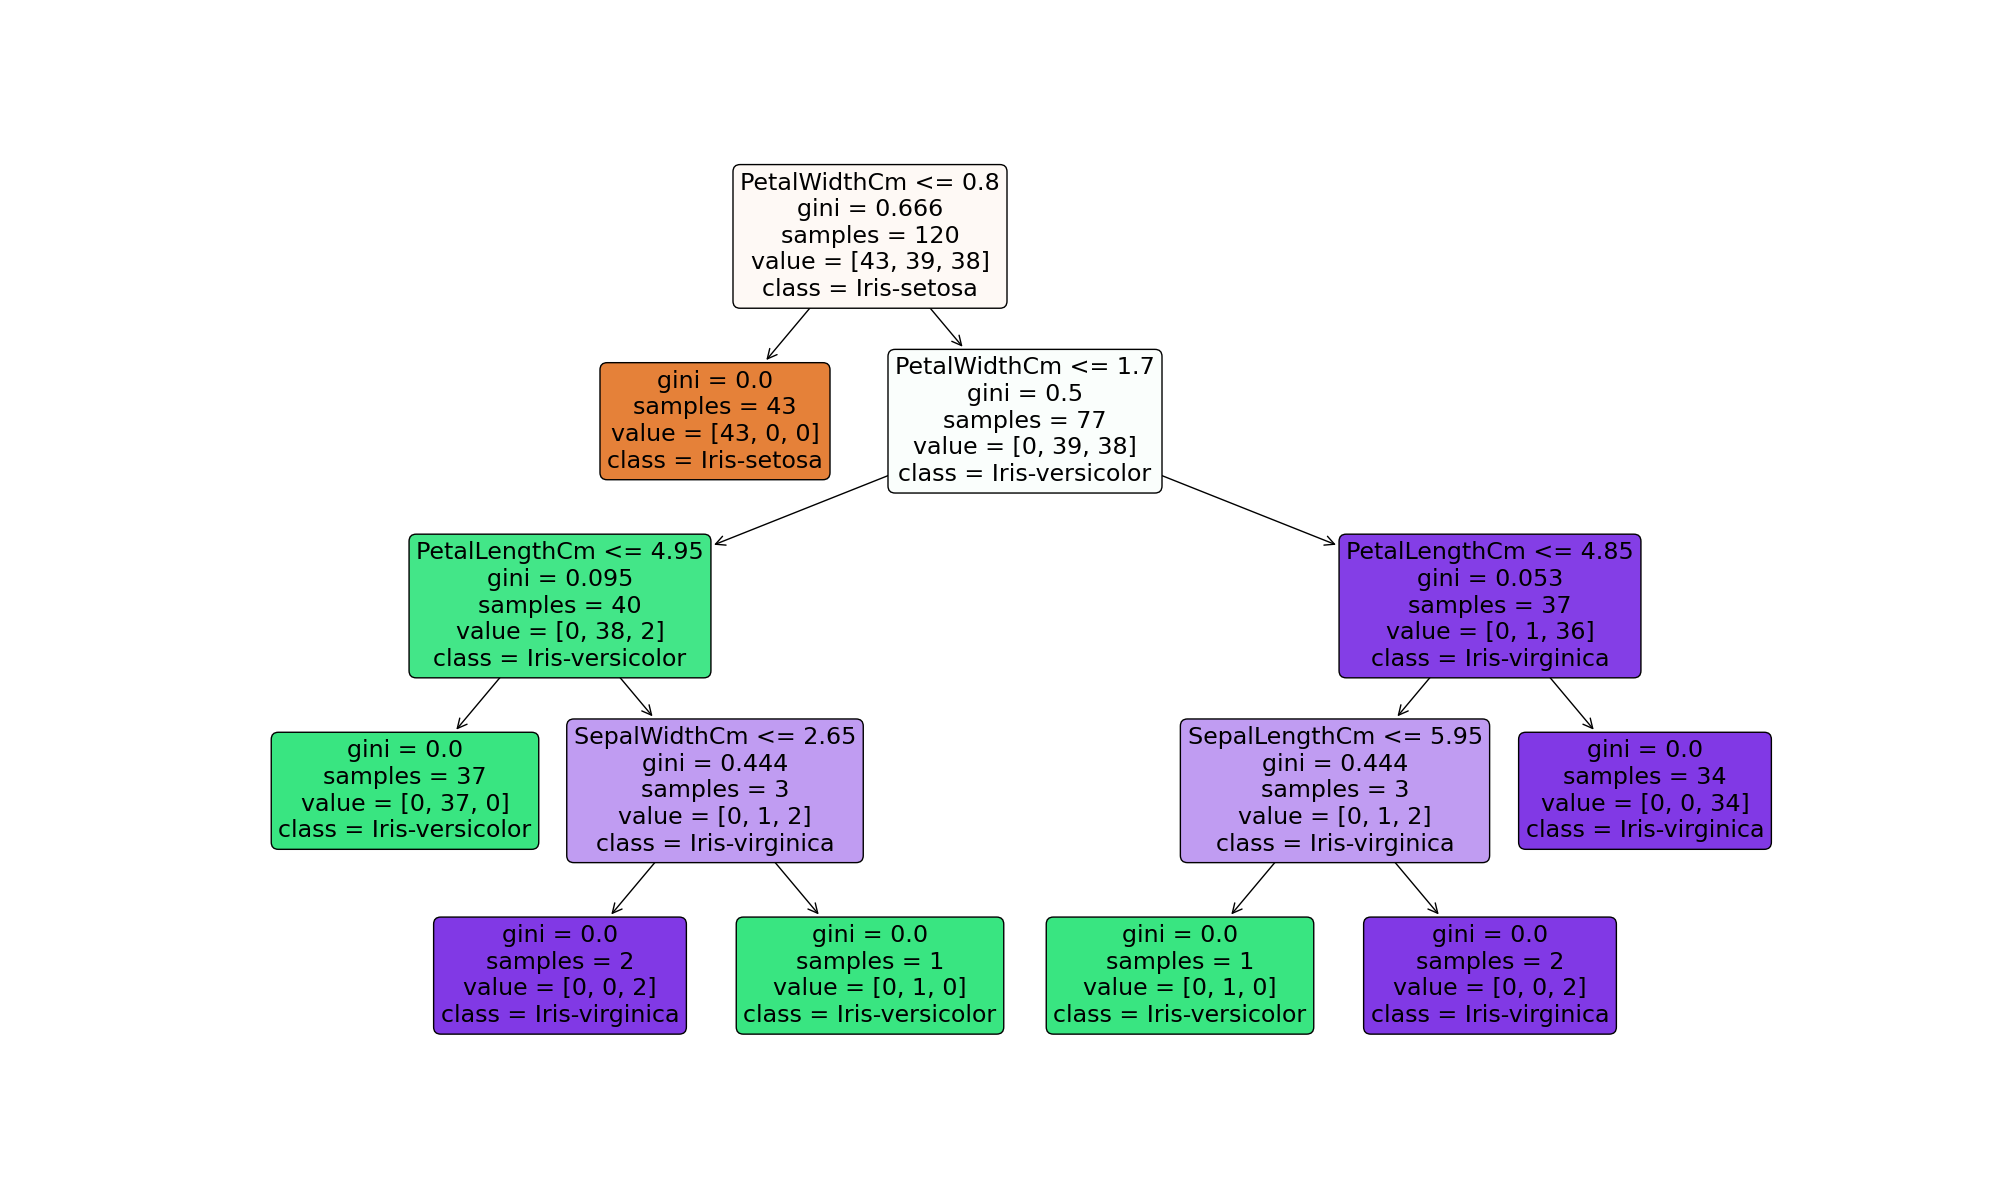 PetalWidthCm <= 0.8
gini = 0.666
samples = 120
value = [43, 39, 38]
class = Iris-setosa
gini = 0.0
samples = 43
value = [43, 0, 0]
class = Iris-setosa
PetalWidthCm <= 1.7
gini = 0.5
samples = 77
value = [0, 39, 38]
class = Iris-versicolor
PetalLengthCm <= 4.95
gini = 0.095
samples = 40
value = [0, 38, 2]
class = Iris-versicolor
PetalLengthCm <= 4.85
gini = 0.053
samples = 37
value = [0, 1, 36]
class = Iris-virginica
gini = 0.0
samples = 37
value = [0, 37, 0]
class = Iris-versicolor
SepalWidthCm <= 2.65
gini = 0.444
samples = 3
value = [0, 1, 2]
class = Iris-virginica
SepalLengthCm <= 5.95
gini = 0.444
samples = 3
value = [0, 1, 2]
class = Iris-virginica
gini = 0.0
samples = 34
value = [0, 0, 34]
class = Iris-virginica
gini = 0.0
samples = 2
value = [0, 0, 2]
class = Iris-virginica
gini = 0.0
samples = 1
value = [0, 1, 0]
class = Iris-versicolor
gini = 0.0
samples = 1
value = [0, 1, 0]
class = Iris-versicolor
gini = 0.0
samples = 2
value = [0, 0, 2]
class = Iris-virginica